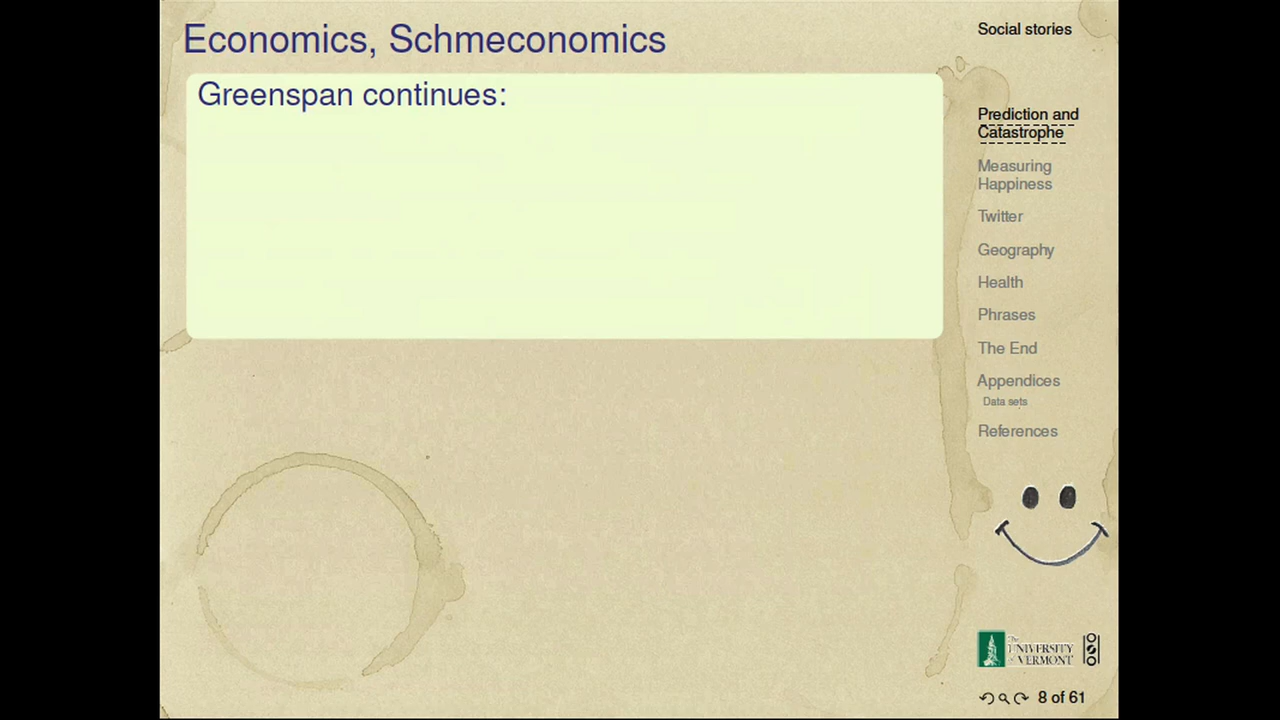 Economics, Schmeconomics
Greenspan continues:
Social stories
Prediction and
Catastrophe
Measuring
Happiness
Twitter
Geography
Health
Phrases
The End
Appendices
Data sets
References
The
UNIVERSITY
of VERMONT
8 of 61